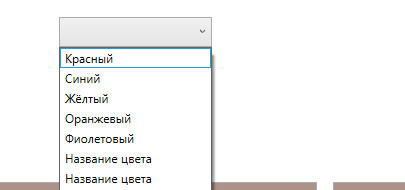 Красный
Синий
Жёлтый
Оранжевый
Фиолетовый
Название цвета
Название цвета